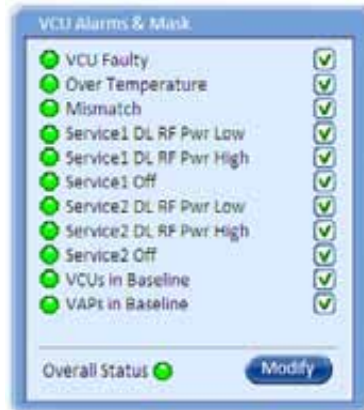 VCU Alarms & Mask
VCU Faulty
Over Temperature
Mismatch
Service1 DL RF Pwr Low
Service1 DL RF Pwr High
Service1 Off
Service2 DL RF Pwr Low
Service2 DL RF Pwr High
Service2 Off
VCUs in Baseline
VAPs in Baseline
Overall Status
Modify